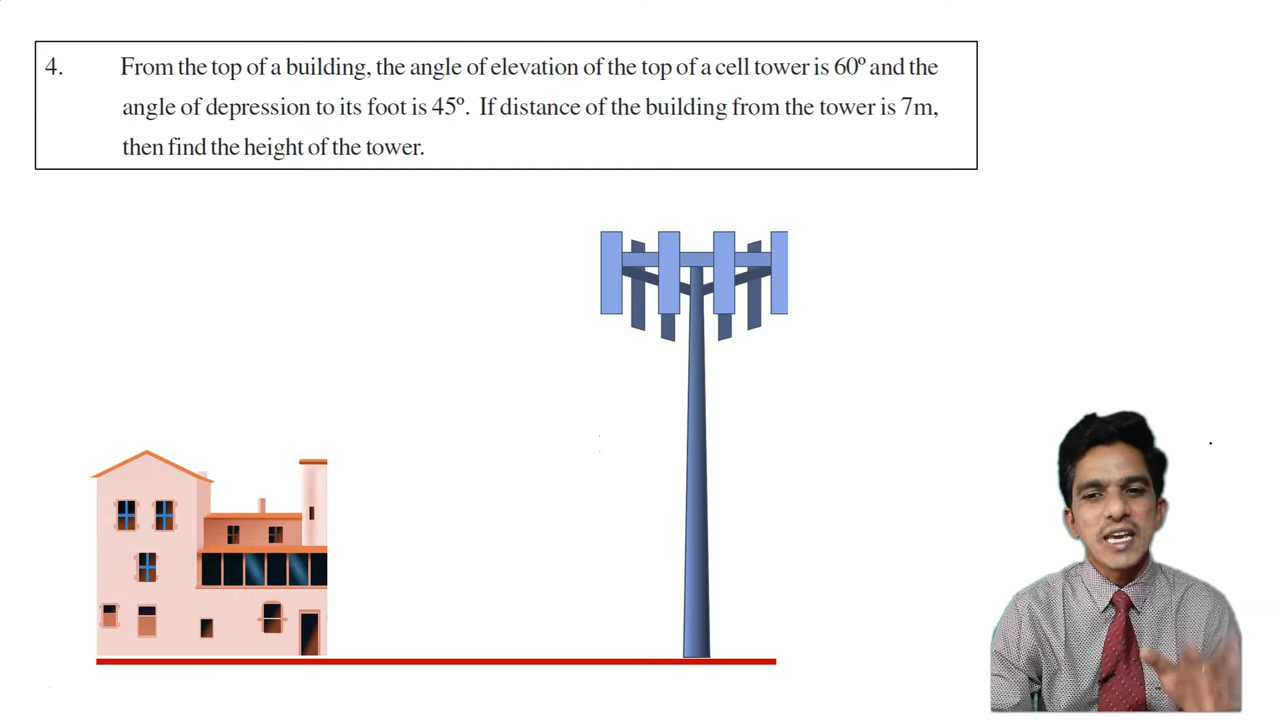 4. From the top of a building, the angle of elevation of the top of a cell tower is 60º and the
angle of depression to its foot is 45º. If distance of the building from the tower is 7m,
then find the height of the tower.